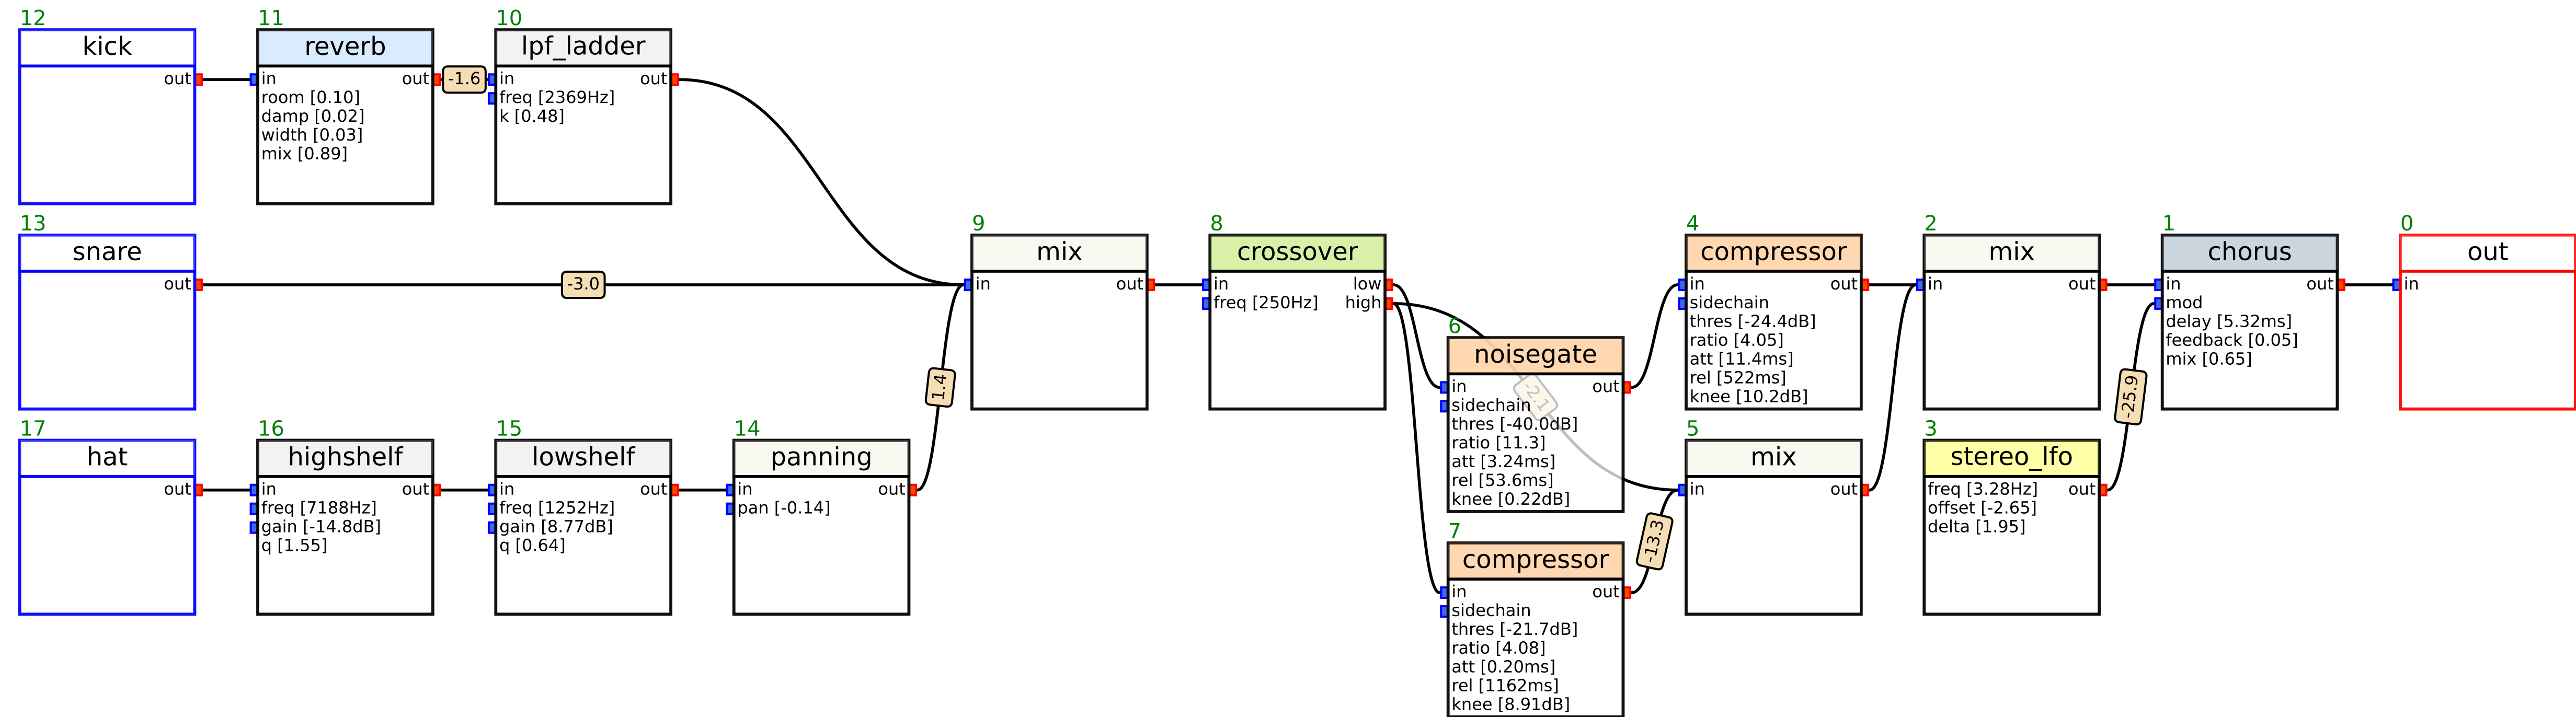 12
kick
out
11
reverb
in out
room [0.10]
damp [0.02]
width [0.03]
mix [0.89]
-1.6
10
lpf_ladder
in out
freq [2369Hz]
k [0.48]
13
snare
out
-3.0
17
hat
out
16
highshelf
in out
freq [7188Hz]
gain [-14.8dB]
q [1.55]
15
lowshelf
in out
freq [1252Hz]
gain [8.77dB]
q [0.64]
14
panning
in out
pan [-0.14]
1.4
9
mix
in out
8
crossover
in low
freq [250Hz] high
6
noisegate
in out
sidechain
thres [-40.0dB]
ratio [11.3]
att [3.24ms]
rel [53.6ms]
knee [0.22dB]
-2.1
7
compressor
in out
sidechain
thres [-21.7dB]
ratio [4.08]
att [0.20ms]
rel [1162ms]
knee [8.91dB]
-13.3
4
compressor
in out
sidechain
thres [-24.4dB]
ratio [4.05]
att [11.4ms]
rel [522ms]
knee [10.2dB]
5
mix
in out
2
mix
in out
3
stereo_lfo
freq [3.28Hz] out
offset [-2.65]
delta [1.95]
-25.9
1
chorus
in out
mod
delay [5.32ms]
feedback [0.05]
mix [0.65]
0
out
in